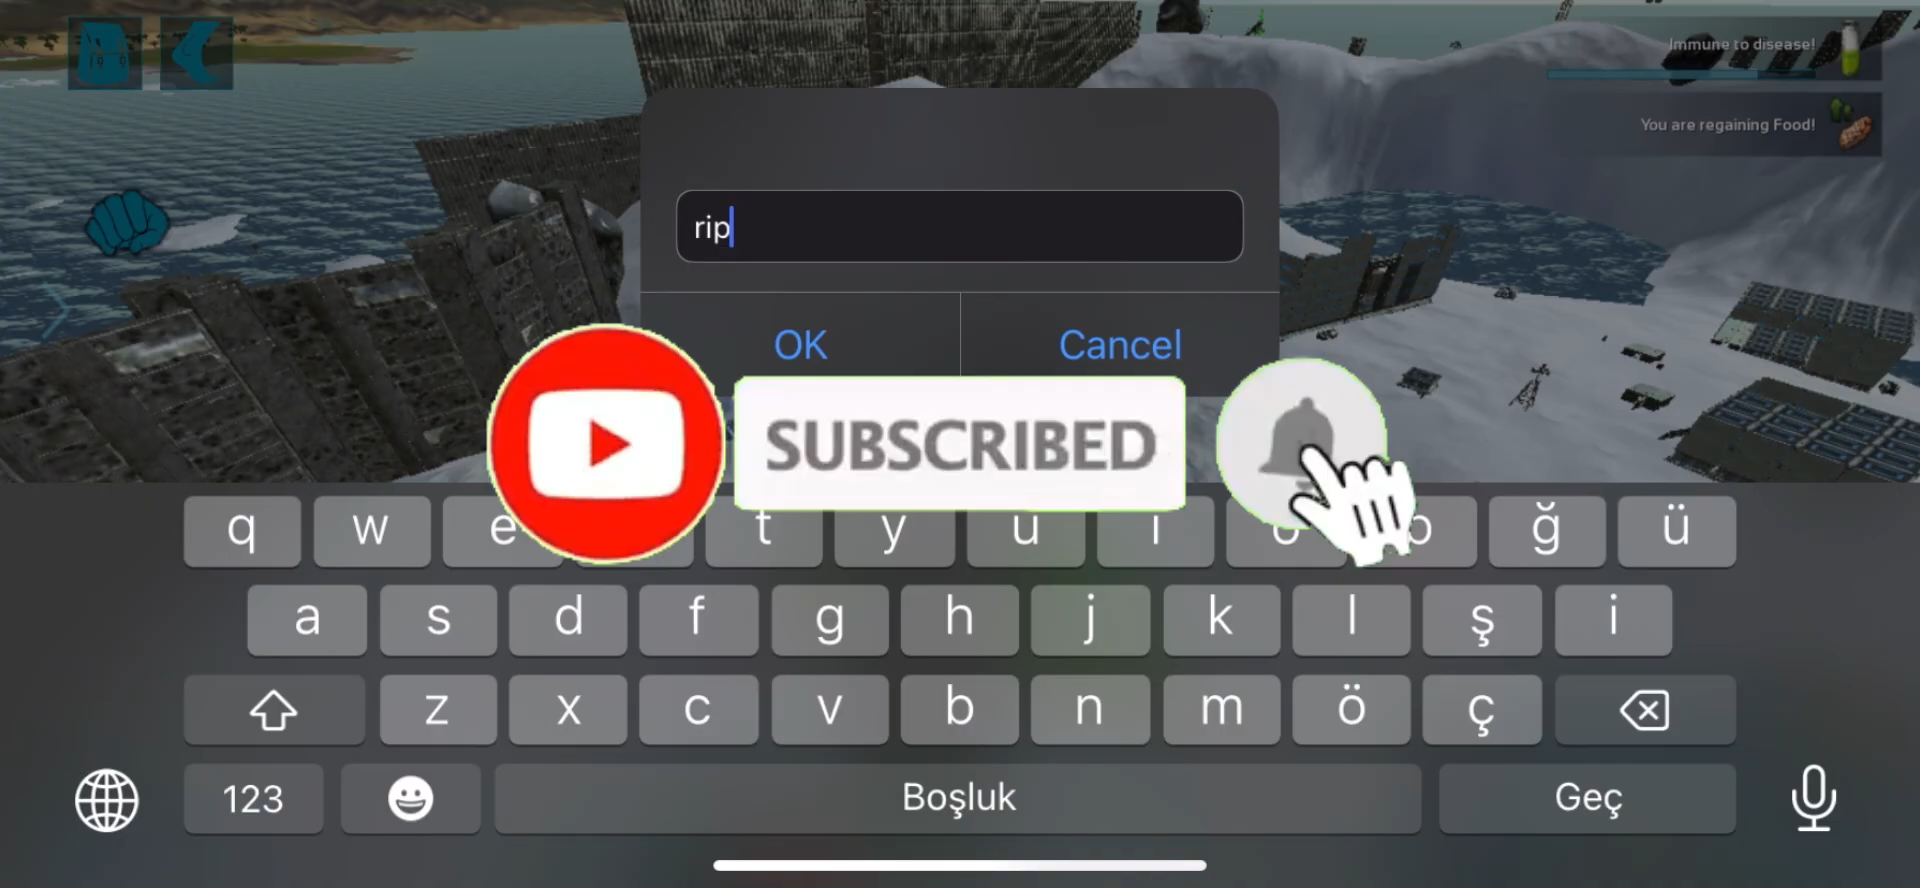 Immune to disease!
You are regaining Food!
rip
OK Cancel
SUBSCRIBED
q w e t y u ı o p ğ ü
a s d f g h j k l ş i
z x c v b n m ö ç
123 Boşluk Geç